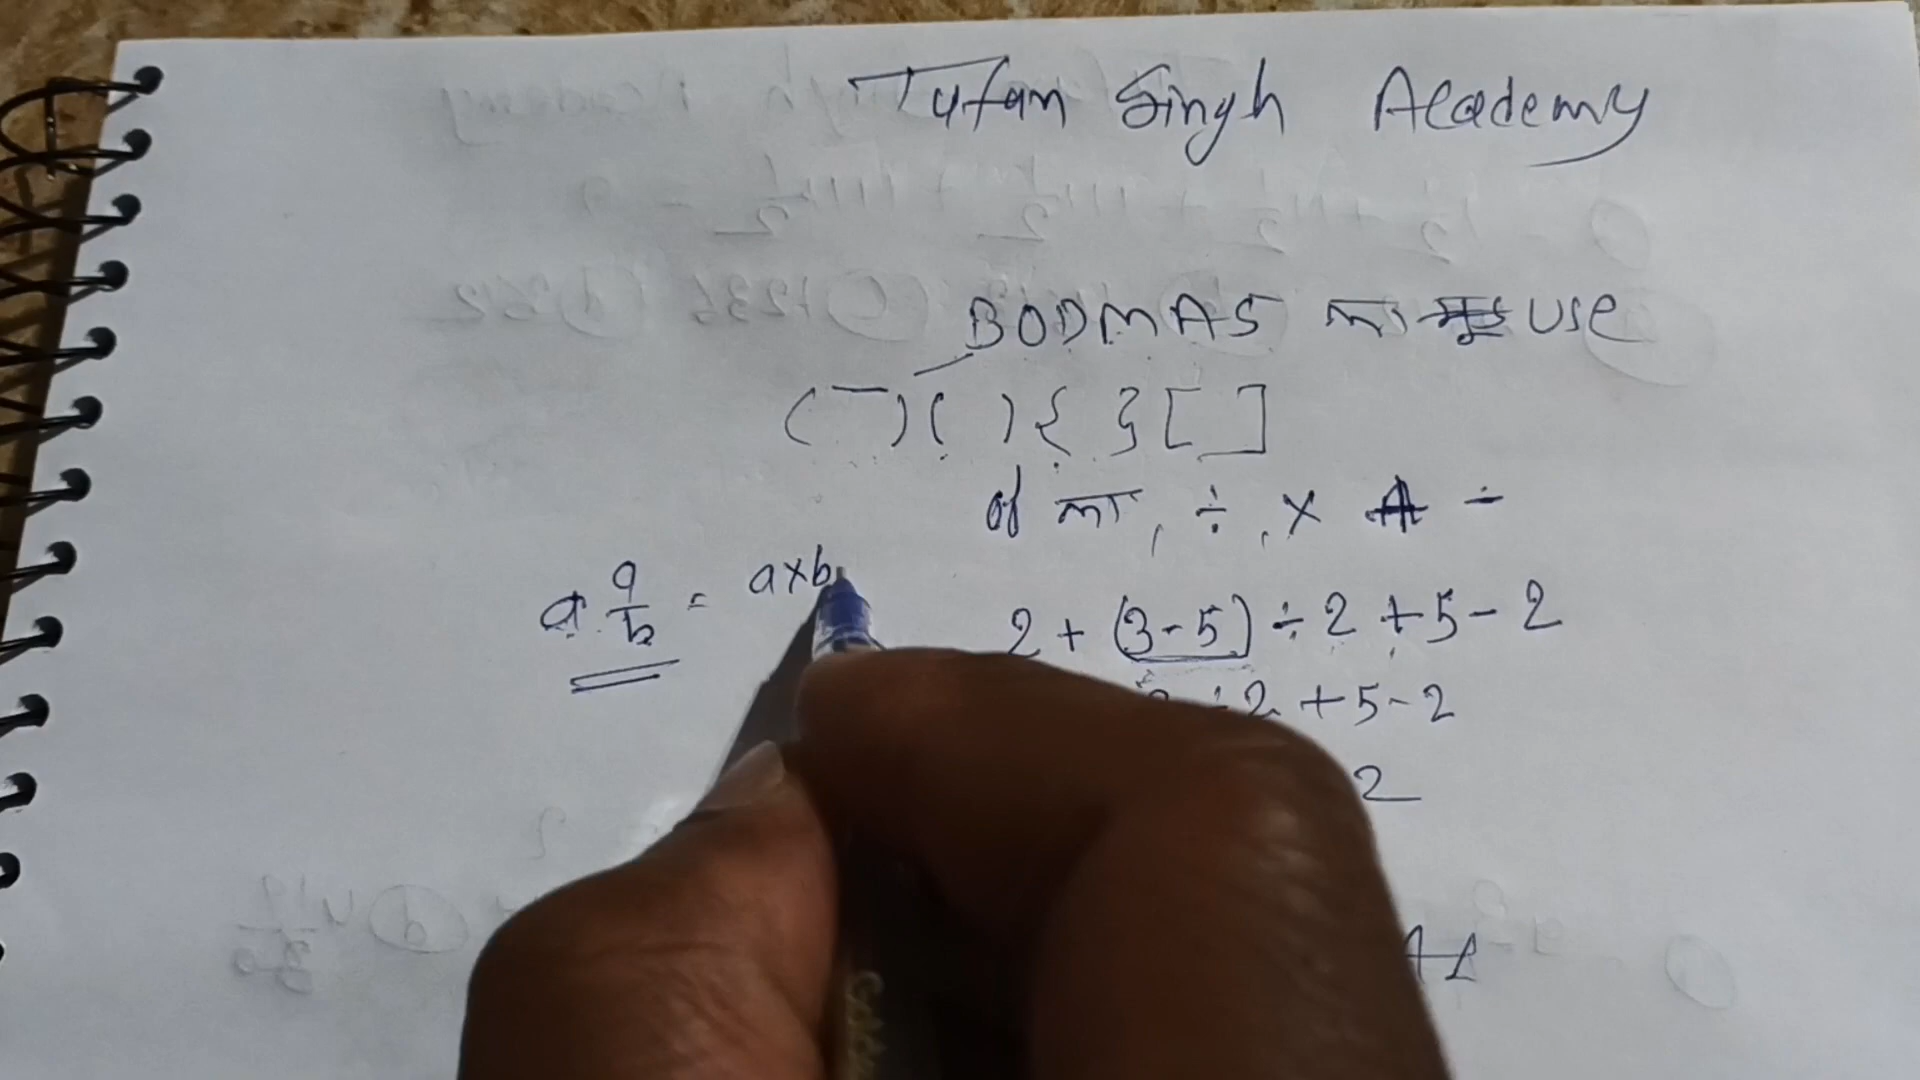 Tufan Singh Academy
BODMAS का use
( ‾ ) ( ) { } [ ]
of का, ÷, × A -
a a/b = a×b
2 + (3-5) ÷ 2 + 5 - 2
÷ 2 + 5 - 2
2